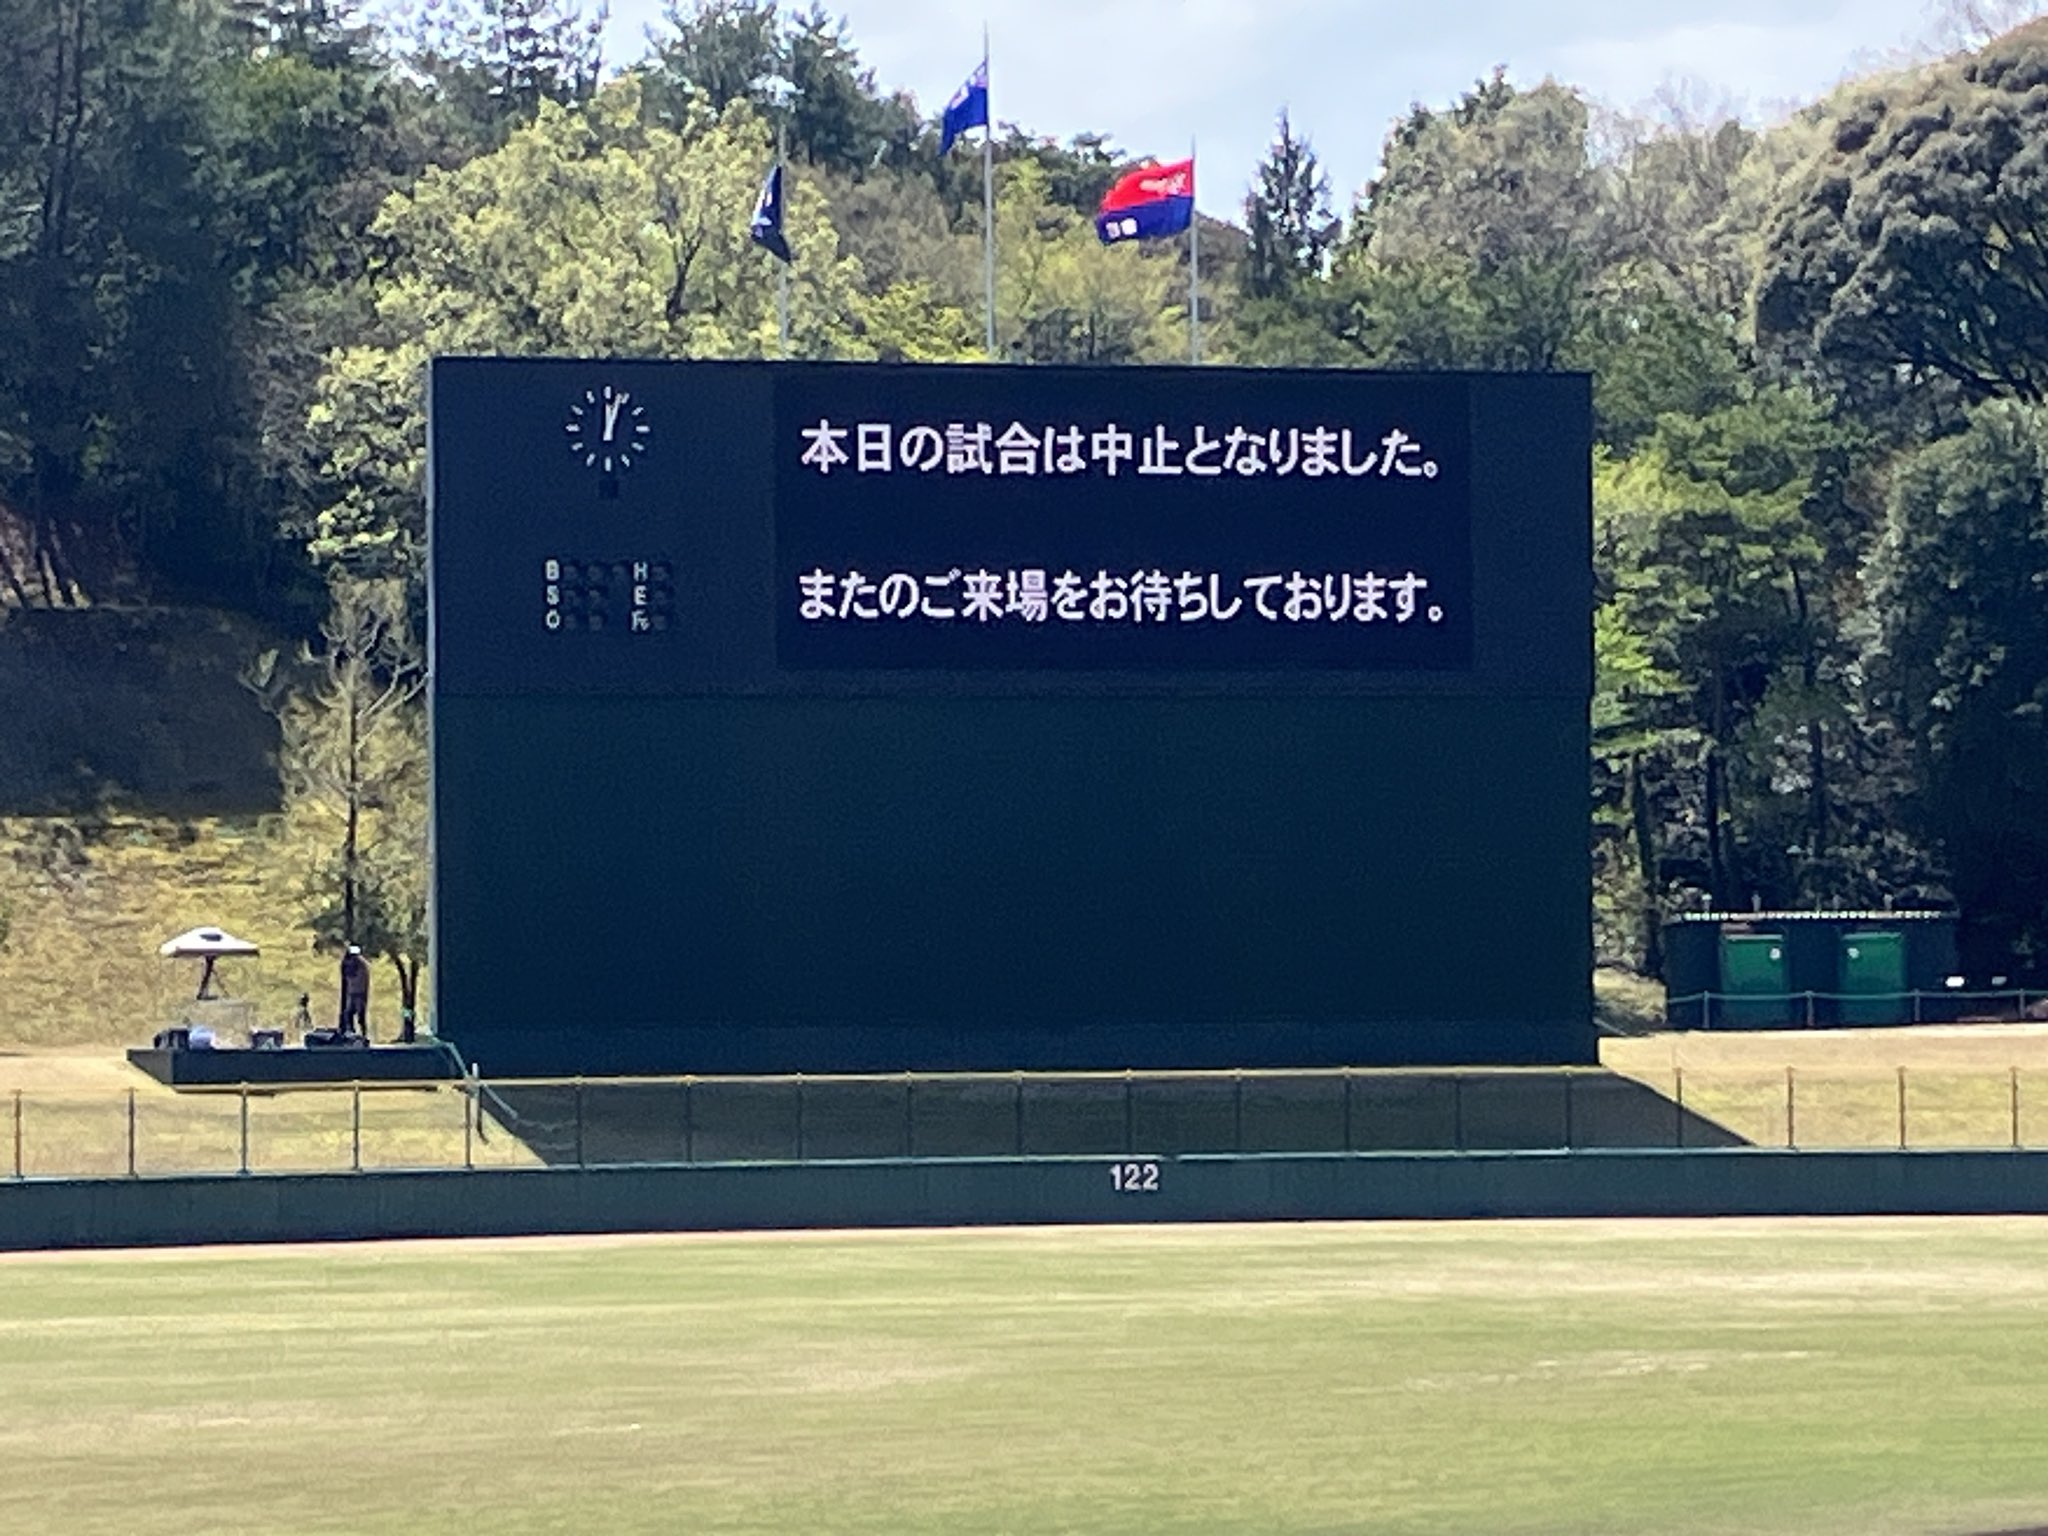 本日の試合は中止となりました。
またのご来場をお待ちしております。
B H
S E
O Fc
122